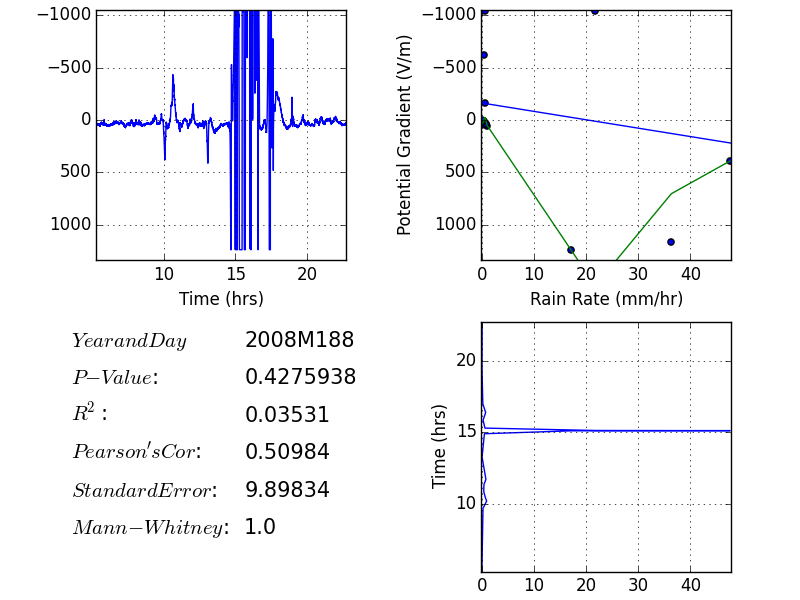 −1000
−500
0
500
1000
10 15 20
Time (hrs)
Potential Gradient (V/m)
−1000
−500
0
500
1000
0 10 20 30 40
Rain Rate (mm/hr)
YearandDay 2008M188
P−Value: 0.4275938
R²: 0.03531
Pearson′sCor: 0.50984
StandardError: 9.89834
Mann−Whitney: 1.0
Time (hrs)
20
15
10
0 10 20 30 40